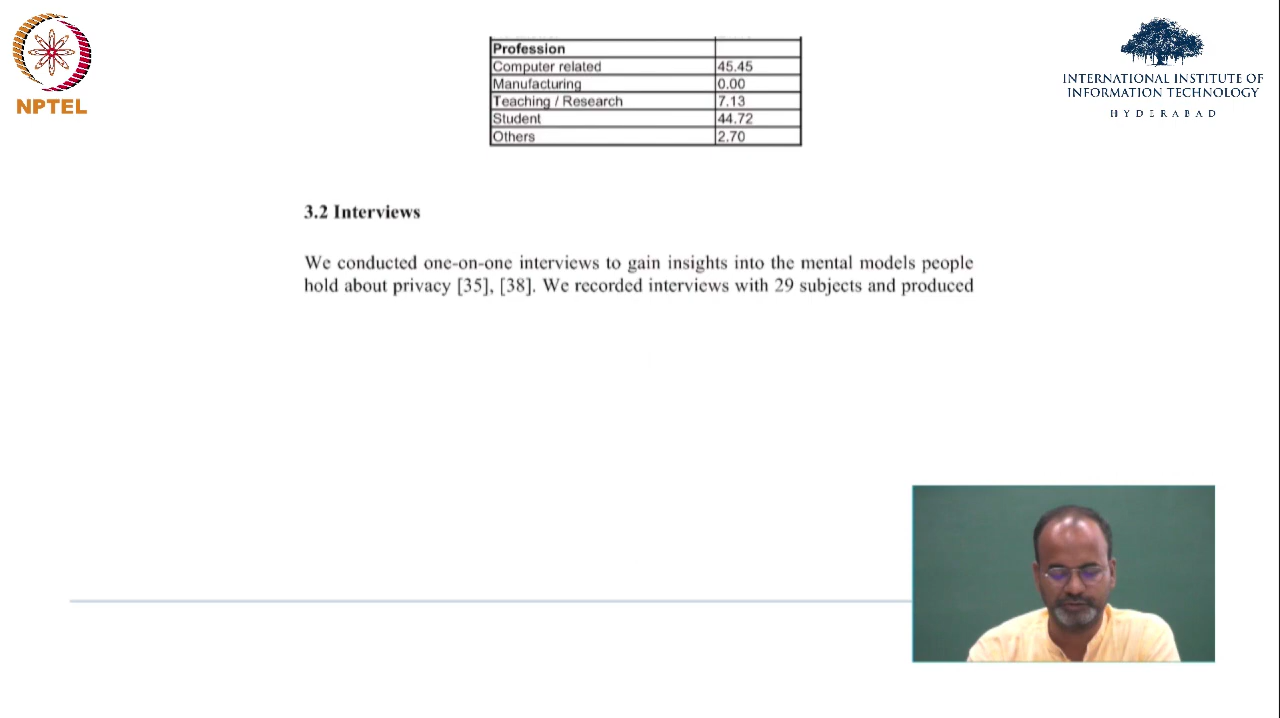 NPTEL
Profession
Computer related 45.45
Manufacturing 0.00
Teaching / Research 7.13
Student 44.72
Others 2.70
INTERNATIONAL INSTITUTE OF
INFORMATION TECHNOLOGY
HYDERABAD
3.2 Interviews
We conducted one-on-one interviews to gain insights into the mental models people
hold about privacy [35], [38]. We recorded interviews with 29 subjects and produced